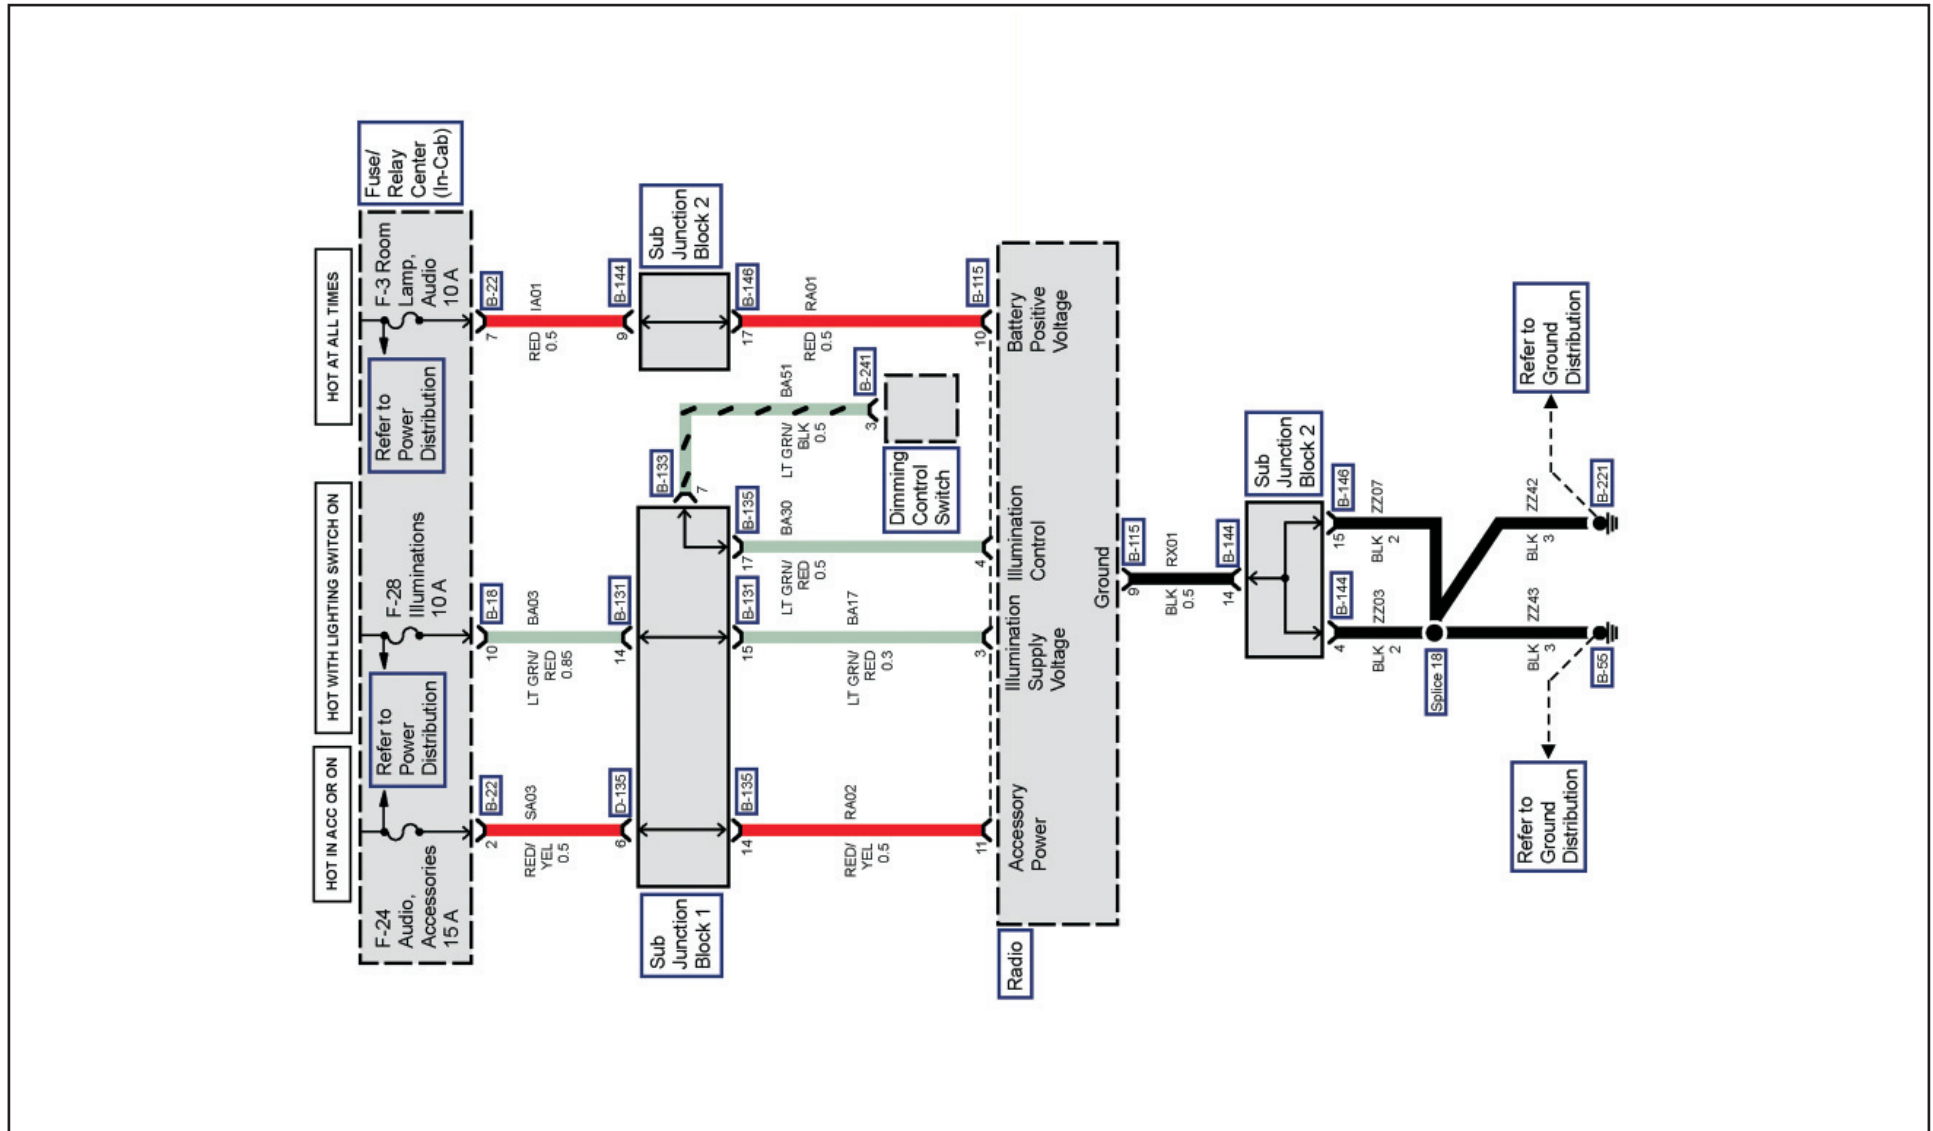 HOT IN ACC OR ON
HOT WITH LIGHTING SWITCH ON
HOT AT ALL TIMES
F-24
Audio,
Accessories
15 A
Refer to
Power
Distribution
F-28
Illuminations
10 A
Refer to
Power
Distribution
F-3 Room
Lamp,
Audio
10 A
Fuse/
Relay
Center
(In-Cab)
2
B-22
10
B-18
7
B-22
RED/
YEL
0.5
SA03
LT GRN/
RED
0.85
BA03
RED
0.5
IA01
6
D-135
14
B-131
9
B-144
Sub
Junction
Block 1
B-133
7
Sub
Junction
Block 2
14
B-135
15
B-131
17
B-135
17
B-146
RED/
YEL
0.5
RA02
LT GRN/
RED
0.3
BA17
LT GRN/
RED
0.5
BA30
LT GRN/
BLK
0.5
BA51
RED
0.5
RA01
3
B-241
Dimming
Control
Switch
11
3
4
10
B-115
Radio
Accessory
Power
Illumination
Supply
Voltage
Illumination
Control
Battery
Positive
Voltage
Ground
9
B-115
BLK
0.5
RX01
14
B-144
Sub
Junction
Block 2
4
B-144
15
B-146
BLK
2
ZZ03
BLK
2
ZZ07
Splice 18
BLK
3
ZZ43
BLK
3
ZZ42
B-55
B-221
Refer to
Ground
Distribution
Refer to
Ground
Distribution